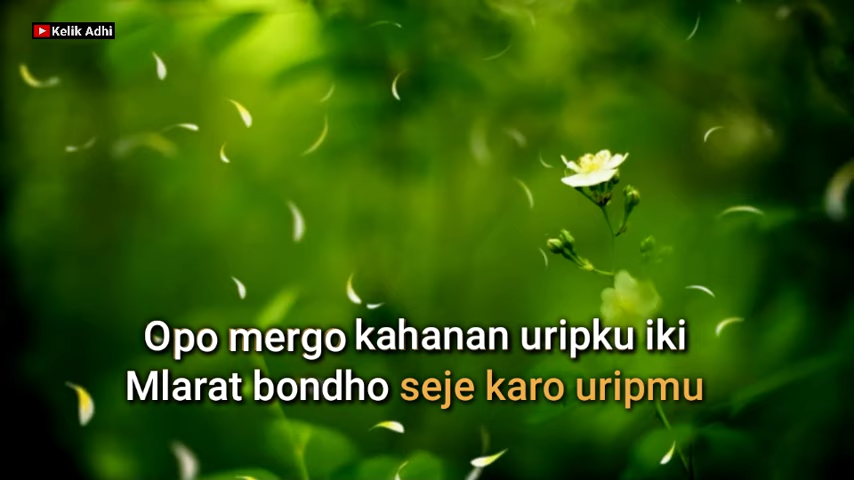 Kelik Adhi
Opo mergo kahanan uripku iki
Mlarat bondho seje karo uripmu